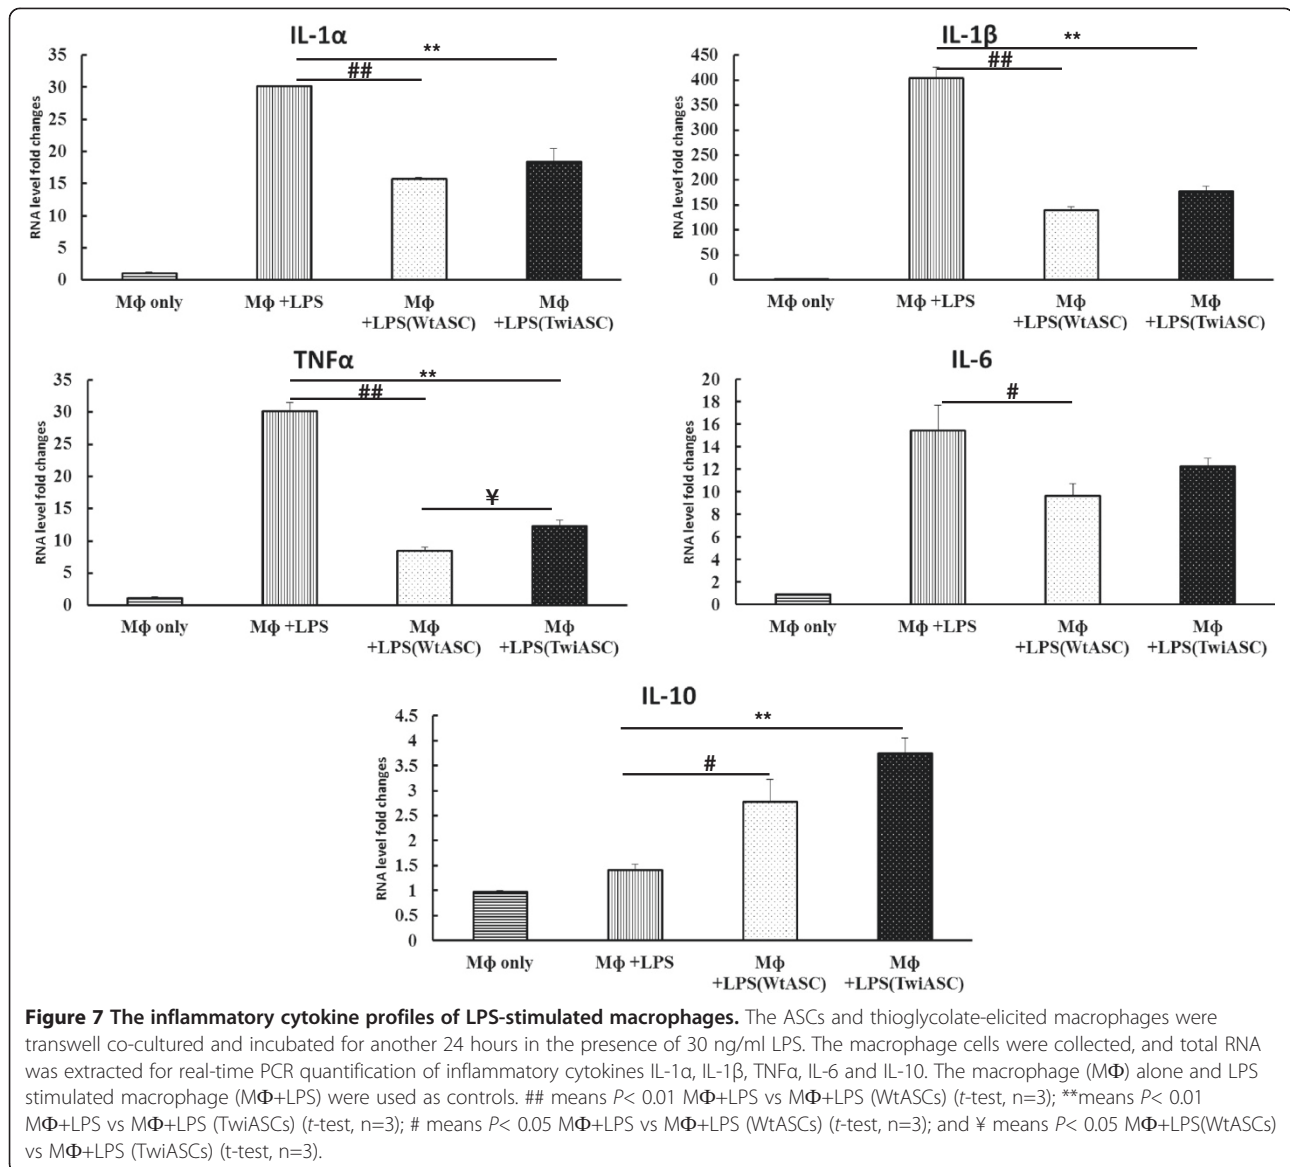 IL-1α
**
##
RNA level fold changes
35
30
25
20
15
10
5
0
Mϕ only
Mϕ +LPS
Mϕ
+LPS(WtASC)
Mϕ
+LPS(TwiASC)
IL-1β
**
##
RNA level fold changes
450
400
350
300
250
200
150
100
50
0
Mϕ only
Mϕ +LPS
Mϕ
+LPS(WtASC)
Mϕ
+LPS(TwiASC)
TNFα
**
##
¥
RNA level fold changes
35
30
25
20
15
10
5
0
Mϕ only
Mϕ +LPS
Mϕ
+LPS(WtASC)
Mϕ
+LPS(TwiASC)
IL-6
#
RNA level fold changes
20
18
16
14
12
10
8
6
4
2
0
Mϕ only
Mϕ +LPS
Mϕ
+LPS(WtASC)
Mϕ
+LPS(TwiASC)
IL-10
**
#
RNA level fold changes
4.5
4
3.5
3
2.5
2
1.5
1
0.5
0
Mϕ only
Mϕ +LPS
Mϕ
+LPS(WtASC)
Mϕ
+LPS(TwiASC)
Figure 7 The inflammatory cytokine profiles of LPS-stimulated macrophages. The ASCs and thioglycolate-elicited macrophages were
transwell co-cultured and incubated for another 24 hours in the presence of 30 ng/ml LPS. The macrophage cells were collected, and total RNA
was extracted for real-time PCR quantification of inflammatory cytokines IL-1α, IL-1β, TNFα, IL-6 and IL-10. The macrophage (MΦ) alone and LPS
stimulated macrophage (MΦ+LPS) were used as controls. ## means P< 0.01 MΦ+LPS vs MΦ+LPS (WtASCs) (t-test, n=3); **means P< 0.01
MΦ+LPS vs MΦ+LPS (TwiASCs) (t-test, n=3); # means P< 0.05 MΦ+LPS vs MΦ+LPS (WtASCs) (t-test, n=3); and ¥ means P< 0.05 MΦ+LPS(WtASCs)
vs MΦ+LPS (TwiASCs) (t-test, n=3).